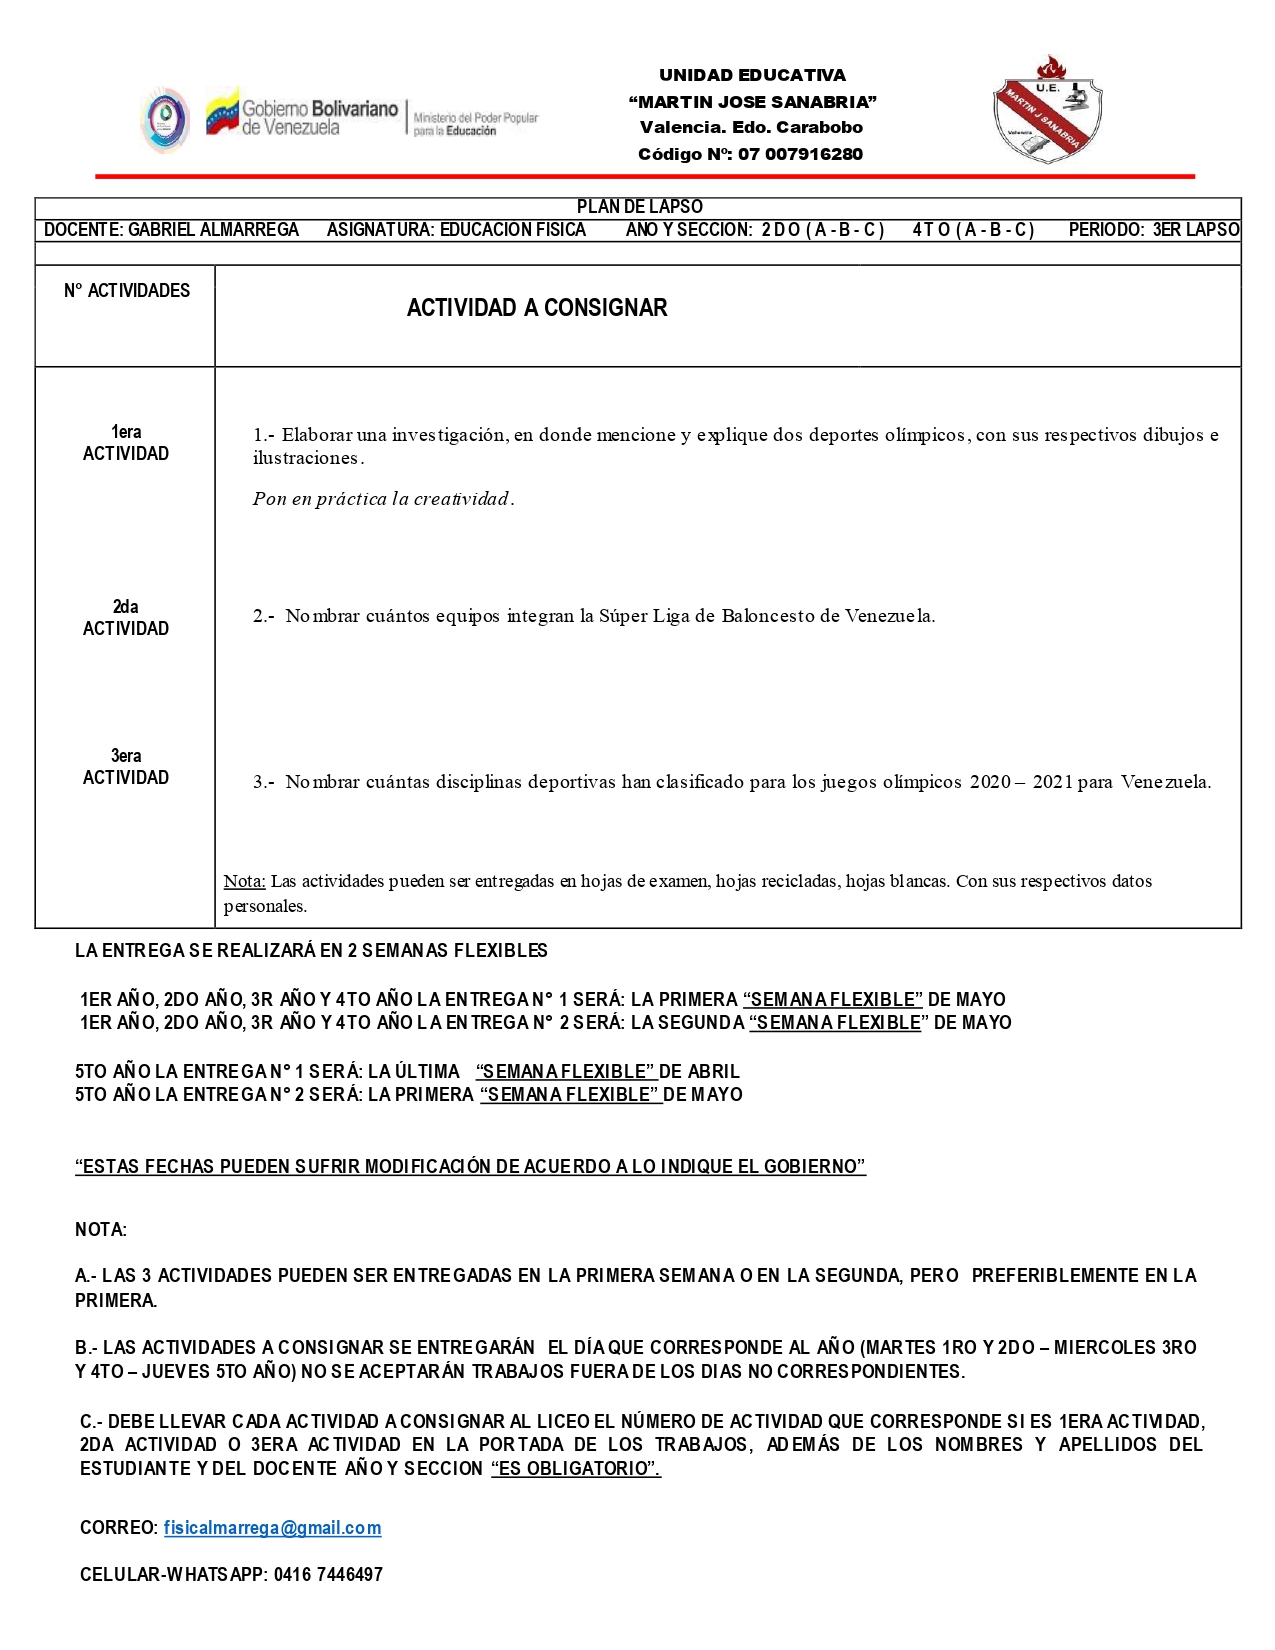 UNIDAD EDUCATIVA
“MARTIN JOSE SANABRIA”
Valencia. Edo. Carabobo
Código Nº: 07 007916280
Gobierno Bolivariano
de Venezuela
Ministerio del Poder Popular
para la Educación
U.E.
MARTIN J SANABRIA
Valencia
PLAN DE LAPSO
DOCENTE: GABRIEL ALMARREGA ASIGNATURA: EDUCACION FISICA ANO Y SECCION: 2DO (A-B-C) 4TO (A-B-C) PERIODO: 3ER LAPSO
N° ACTIVIDADES
ACTIVIDAD A CONSIGNAR
1era
ACTIVIDAD
1.- Elaborar una investigación, en donde mencione y explique dos deportes olímpicos, con sus respectivos dibujos e
ilustraciones.
Pon en práctica la creatividad.
2da
ACTIVIDAD
2.- Nombrar cuántos equipos integran la Súper Liga de Baloncesto de Venezuela.
3era
ACTIVIDAD
3.- Nombrar cuántas disciplinas deportivas han clasificado para los juegos olímpicos 2020 – 2021 para Venezuela.
Nota: Las actividades pueden ser entregadas en hojas de examen, hojas recicladas, hojas blancas. Con sus respectivos datos
personales.
LA ENTREGA SE REALIZARÁ EN 2 SEMANAS FLEXIBLES
1ER AÑO, 2DO AÑO, 3R AÑO Y 4TO AÑO LA ENTREGA N° 1 SERÁ: LA PRIMERA “SEMANA FLEXIBLE” DE MAYO
1ER AÑO, 2DO AÑO, 3R AÑO Y 4TO AÑO LA ENTREGA N° 2 SERÁ: LA SEGUNDA “SEMANA FLEXIBLE” DE MAYO
5TO AÑO LA ENTREGA N° 1 SERÁ: LA ÚLTIMA “SEMANA FLEXIBLE” DE ABRIL
5TO AÑO LA ENTREGA N° 2 SERÁ: LA PRIMERA “SEMANA FLEXIBLE” DE MAYO
“ESTAS FECHAS PUEDEN SUFRIR MODIFICACIÓN DE ACUERDO A LO INDIQUE EL GOBIERNO”
NOTA:
A.- LAS 3 ACTIVIDADES PUEDEN SER ENTREGADAS EN LA PRIMERA SEMANA O EN LA SEGUNDA, PERO PREFERIBLEMENTE EN LA
PRIMERA.
B.- LAS ACTIVIDADES A CONSIGNAR SE ENTREGARÁN EL DÍA QUE CORRESPONDE AL AÑO (MARTES 1RO Y 2DO – MIERCOLES 3RO
Y 4TO – JUEVES 5TO AÑO) NO SE ACEPTARÁN TRABAJOS FUERA DE LOS DIAS NO CORRESPONDIENTES.
C.- DEBE LLEVAR CADA ACTIVIDAD A CONSIGNAR AL LICEO EL NÚMERO DE ACTIVIDAD QUE CORRESPONDE SI ES 1ERA ACTIVIDAD,
2DA ACTIVIDAD O 3ERA ACTIVIDAD EN LA PORTADA DE LOS TRABAJOS, ADEMÁS DE LOS NOMBRES Y APELLIDOS DEL
ESTUDIANTE Y DEL DOCENTE AÑO Y SECCION “ES OBLIGATORIO”.
CORREO: fisicalmarrega@gmail.com
CELULAR-WHATSAPP: 0416 7446497